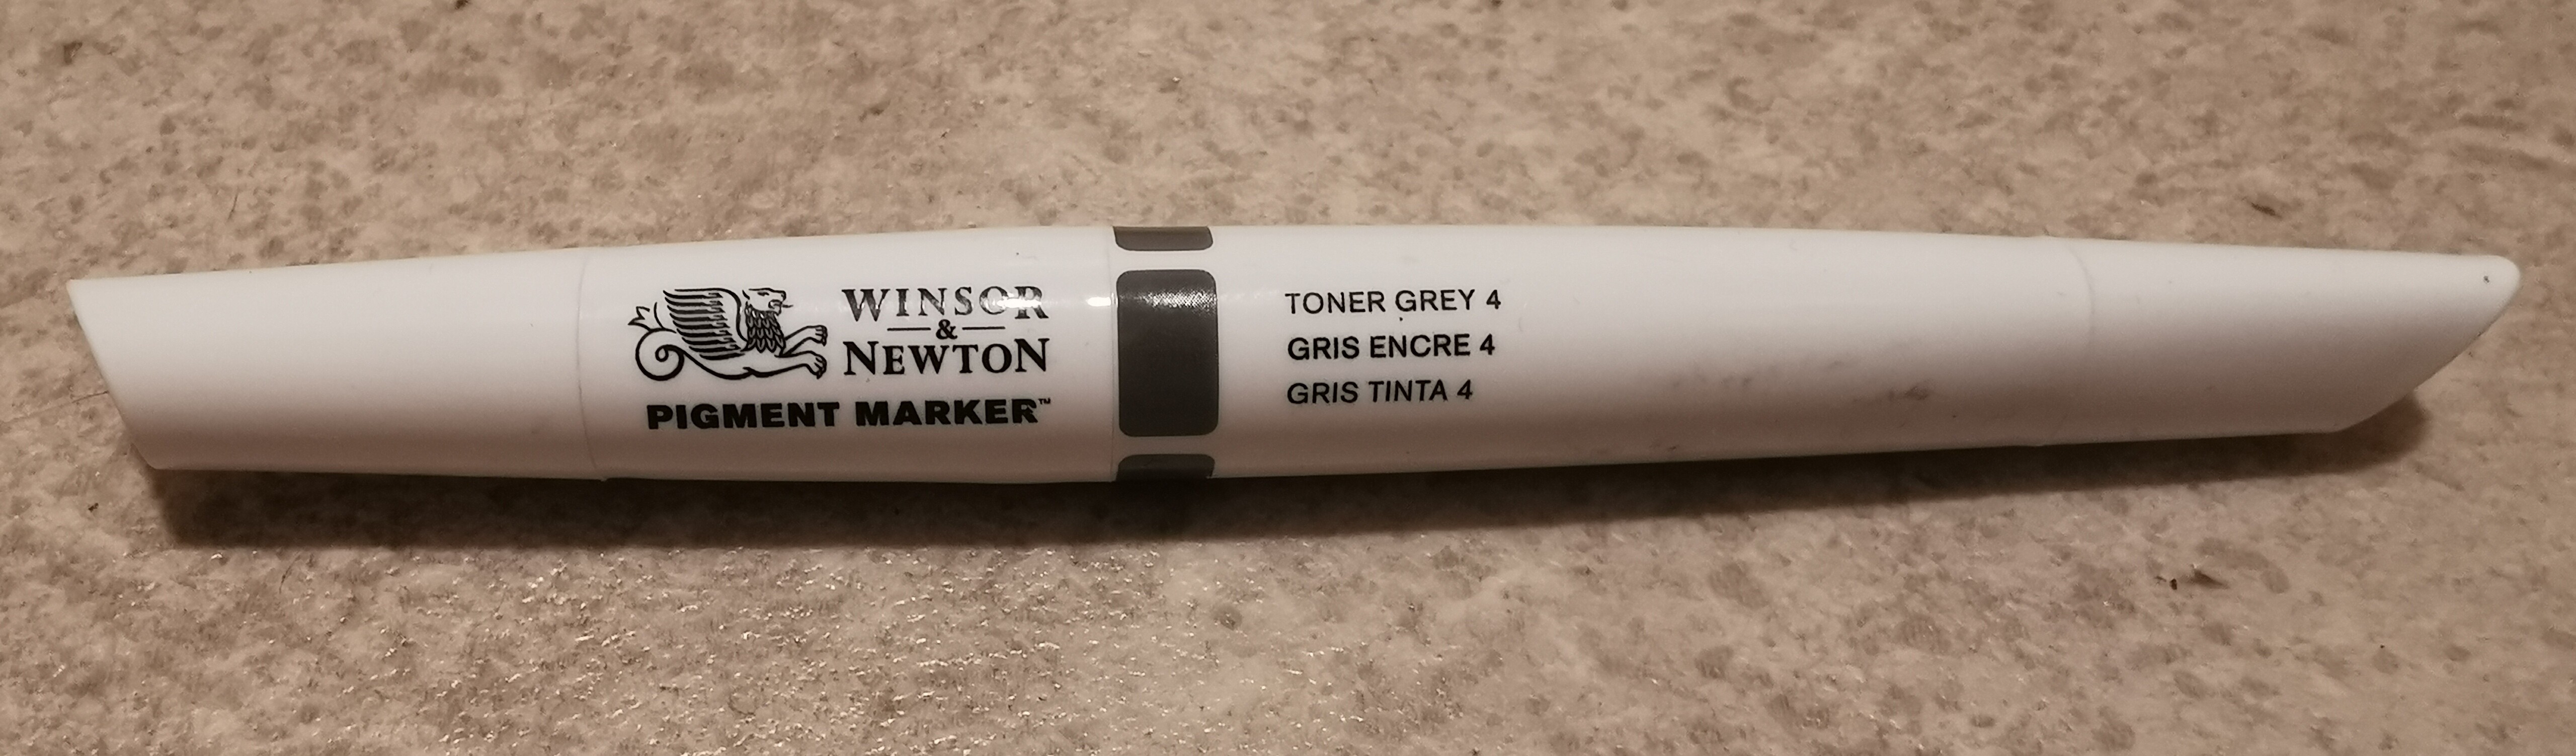 WINSOR
&
NEWTON
PIGMENT MARKER™
TONER GREY 4
GRIS ENCRE 4
GRIS TINTA 4